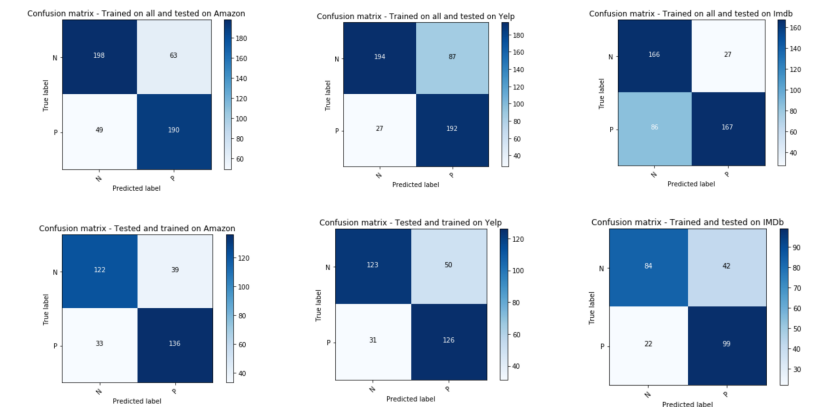 Confusion matrix - Trained on all and tested on Amazon
N 198 63
P 49 190
N P
True label
Predicted label
180
160
140
120
100
80
60
Confusion matrix - Trained on all and tested on Yelp
N 194 87
P 27 192
N P
True label
Predicted label
180
160
140
120
100
80
60
40
Confusion matrix - Trained on all and tested on Imdb
N 166 27
P 86 167
N P
True label
Predicted label
160
140
120
100
80
60
40
Confusion matrix - Tested and trained on Amazon
N 122 39
P 33 136
N P
True label
Predicted label
120
100
80
60
40
Confusion matrix - Tested and trained on Yelp
N 123 50
P 31 126
N P
True label
Predicted label
120
100
80
60
40
Confusion matrix - Trained and tested on IMDb
N 84 42
P 22 99
N P
True label
Predicted label
90
80
70
60
50
40
30